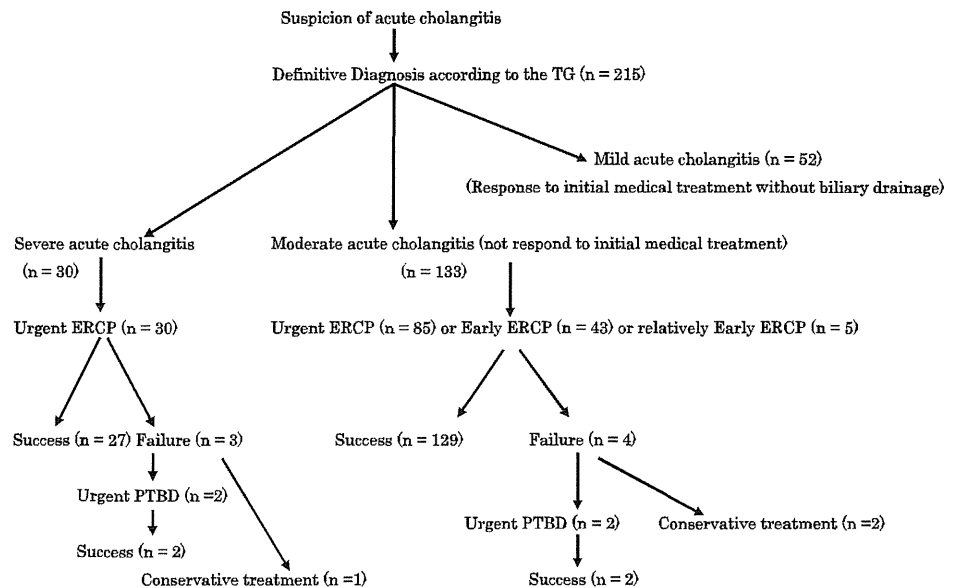 Suspicion of acute cholangitis
Definitive Diagnosis according to the TG (n = 215)
Mild acute cholangitis (n = 52)
(Response to initial medical treatment without biliary drainage)
Severe acute cholangitis
(n = 30)
Moderate acute cholangitis (not respond to initial medical treatment)
(n = 133)
Urgent ERCP (n = 30)
Urgent ERCP (n = 85) or Early ERCP (n = 43) or relatively Early ERCP (n = 5)
Success (n = 27) Failure (n = 3)
Success (n = 129)
Failure (n = 4)
Urgent PTBD (n =2)
Urgent PTBD (n = 2)
Conservative treatment (n =2)
Success (n = 2)
Conservative treatment (n =1)
Success (n = 2)